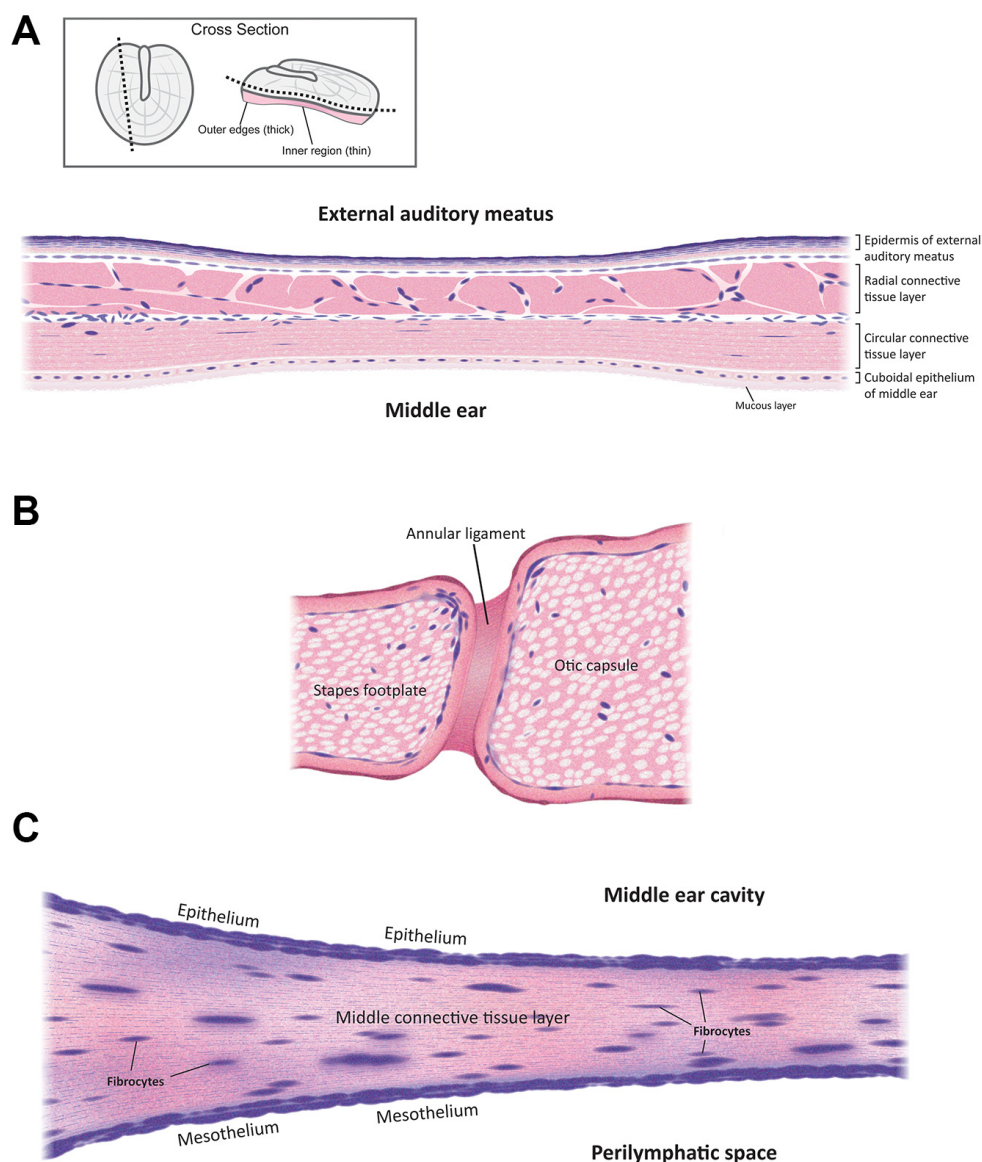 A
Cross Section
Outer edges (thick)
Inner region (thin)
External auditory meatus
Epidermis of external
auditory meatus
Radial connective
tissue layer
Circular connective
tissue layer
Cuboidal epithelium
of middle ear
Mucous layer
Middle ear
B
Annular ligament
Otic capsule
Stapes footplate
C
Middle ear cavity
Epithelium
Epithelium
Middle connective tissue layer
Fibrocytes
Fibrocytes
Mesothelium
Mesothelium
Perilymphatic space